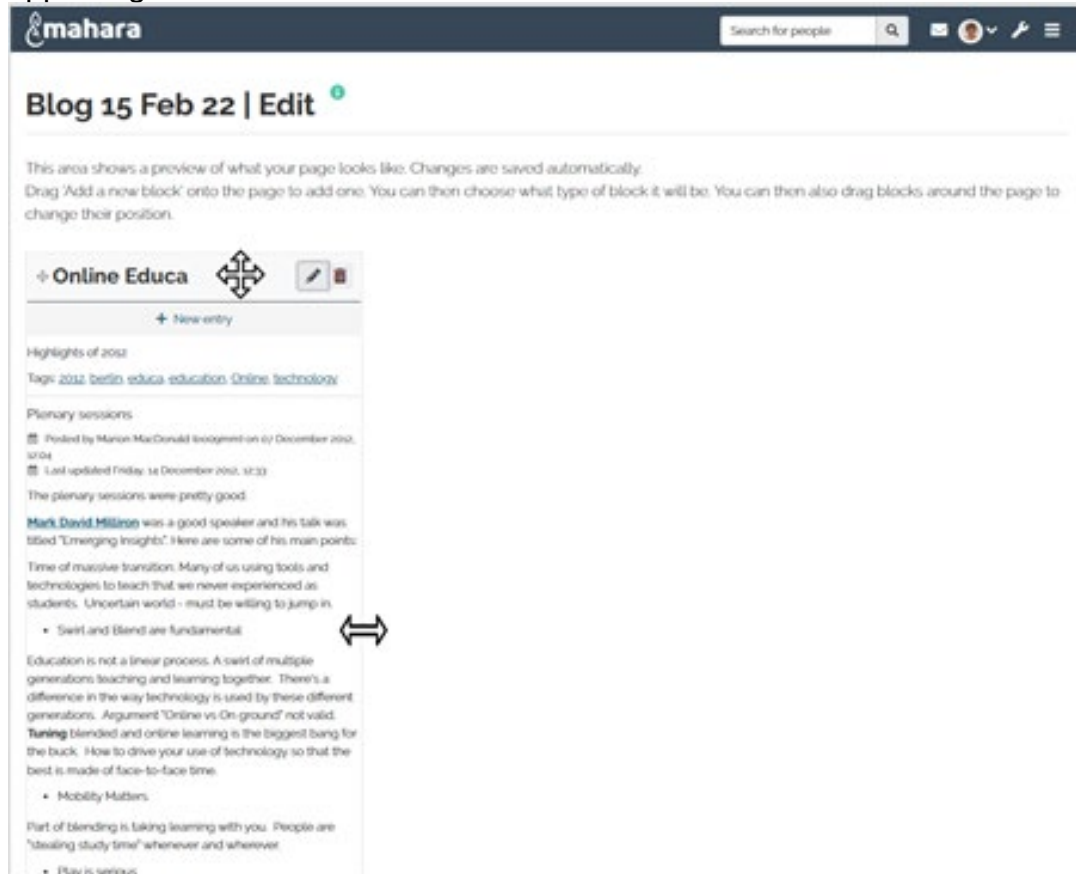 mahara
Search for people
Blog 15 Feb 22 | Edit
This area shows a preview of what your page looks like. Changes are saved automatically.
Drag 'Add a new block' onto the page to add one. You can then choose what type of block it will be. You can then also drag blocks around the page to
change their position.
Online Educa
+ New entry
Highlights of 2012
Tags: 2012, berlin, educa, education, Online, technology
Plenary sessions
Posted by Marion MacDonald on 07 December 2012,
12:04
Last updated Friday, 14 December 2012, 12:33
The plenary sessions were pretty good.
Mark David Milliron was a good speaker and his talk was
titled "Emerging Insights". Here are some of his main points:
Time of massive transition. Many of us using tools and
technologies to teach that we never experienced as
students. Uncertain world - must be willing to jump in.
• Swirl and Blend are fundamental
Education is not a linear process. A swirl of multiple
generations teaching and learning together. There's a
difference in the way technology is used by these different
generations. Argument "Online vs On ground" not valid.
Tuning blended and online learning is the biggest bang for
the buck. How to drive your use of technology so that the
best is made of face-to-face time.
• Mobility Matters
Part of blending is taking learning with you. People are
"stealing study time" whenever and wherever.
• Play is serious